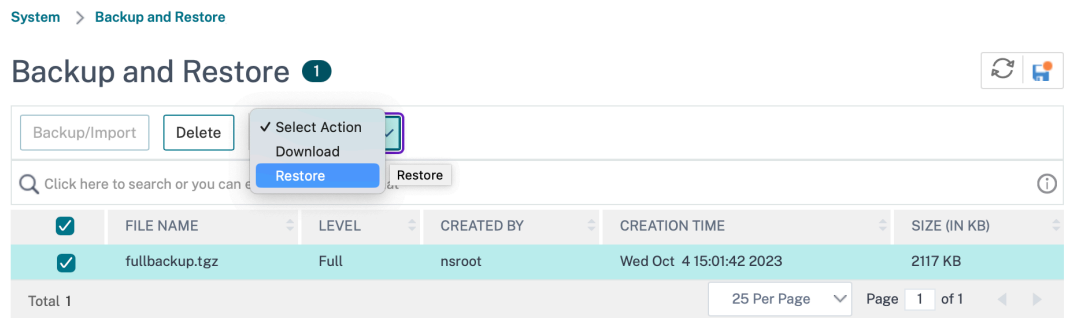 System > Backup and Restore
Backup and Restore 1
Backup/Import Delete ✓ Select Action
Download
Restore Restore
Click here to search or you can e
FILE NAME LEVEL CREATED BY CREATION TIME SIZE (IN KB)
fullbackup.tgz Full nsroot Wed Oct 4 15:01:42 2023 2117 KB
Total 1 25 Per Page Page 1 of 1